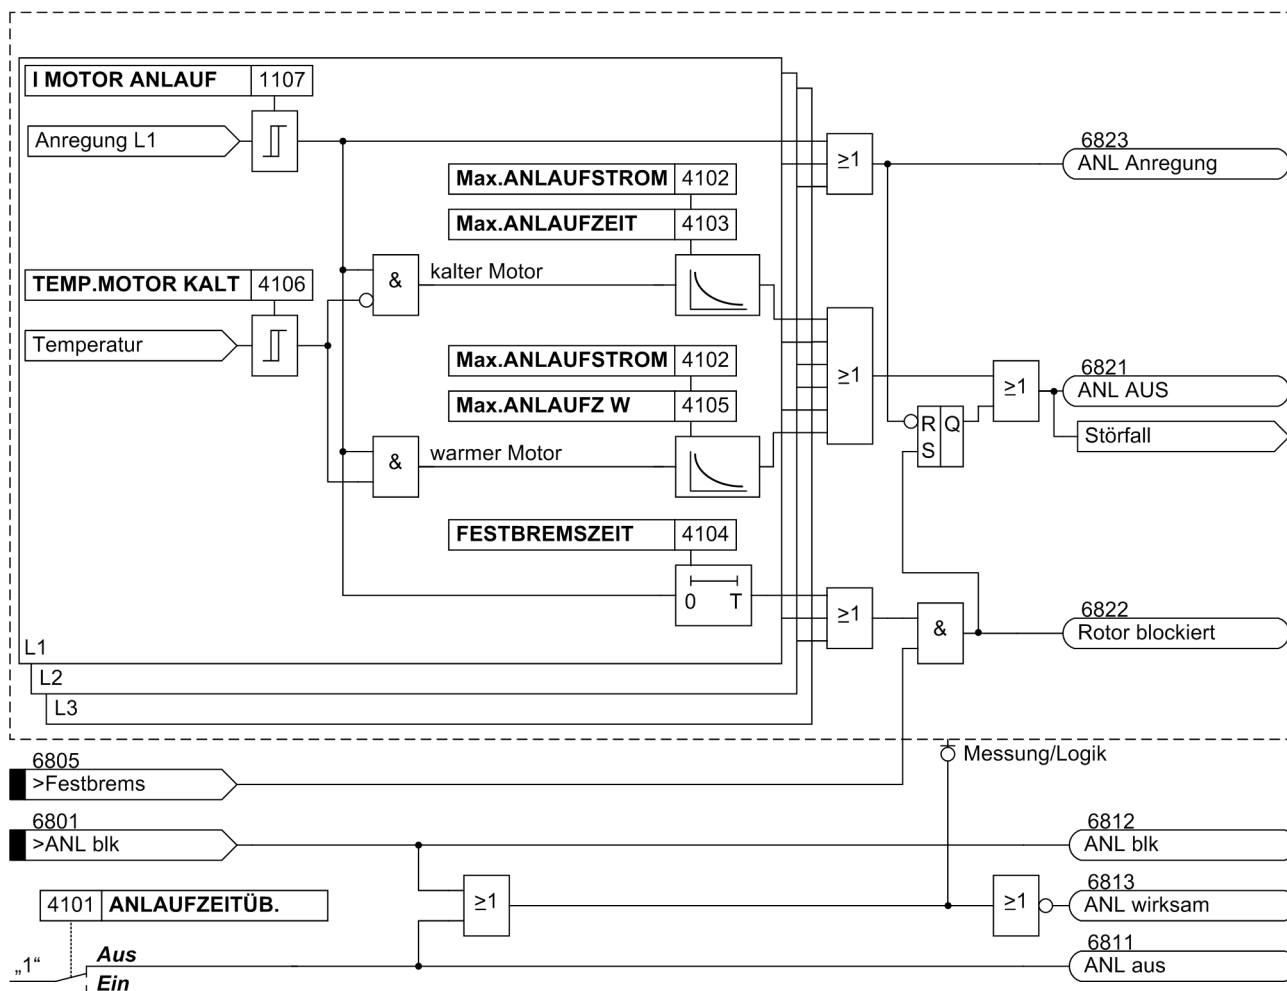 I MOTOR ANLAUF 1107
Anregung L1
≥1
6823
ANL Anregung
Max.ANLAUFSTROM 4102
Max.ANLAUFZEIT 4103
TEMP.MOTOR KALT 4106
& kalter Motor
Temperatur
Max.ANLAUFSTROM 4102
Max.ANLAUFZ W 4105
≥1
≥1
6821
ANL AUS
R Q
S
Störfall
& warmer Motor
FESTBREMSZEIT 4104
0 T
≥1
&
6822
Rotor blockiert
L1
L2
L3
6805
>Festbrems
Messung/Logik
6801
>ANL blk
6812
ANL blk
4101 ANLAUFZEITÜB.
≥1
≥1
6813
ANL wirksam
„1“
Aus
Ein
6811
ANL aus